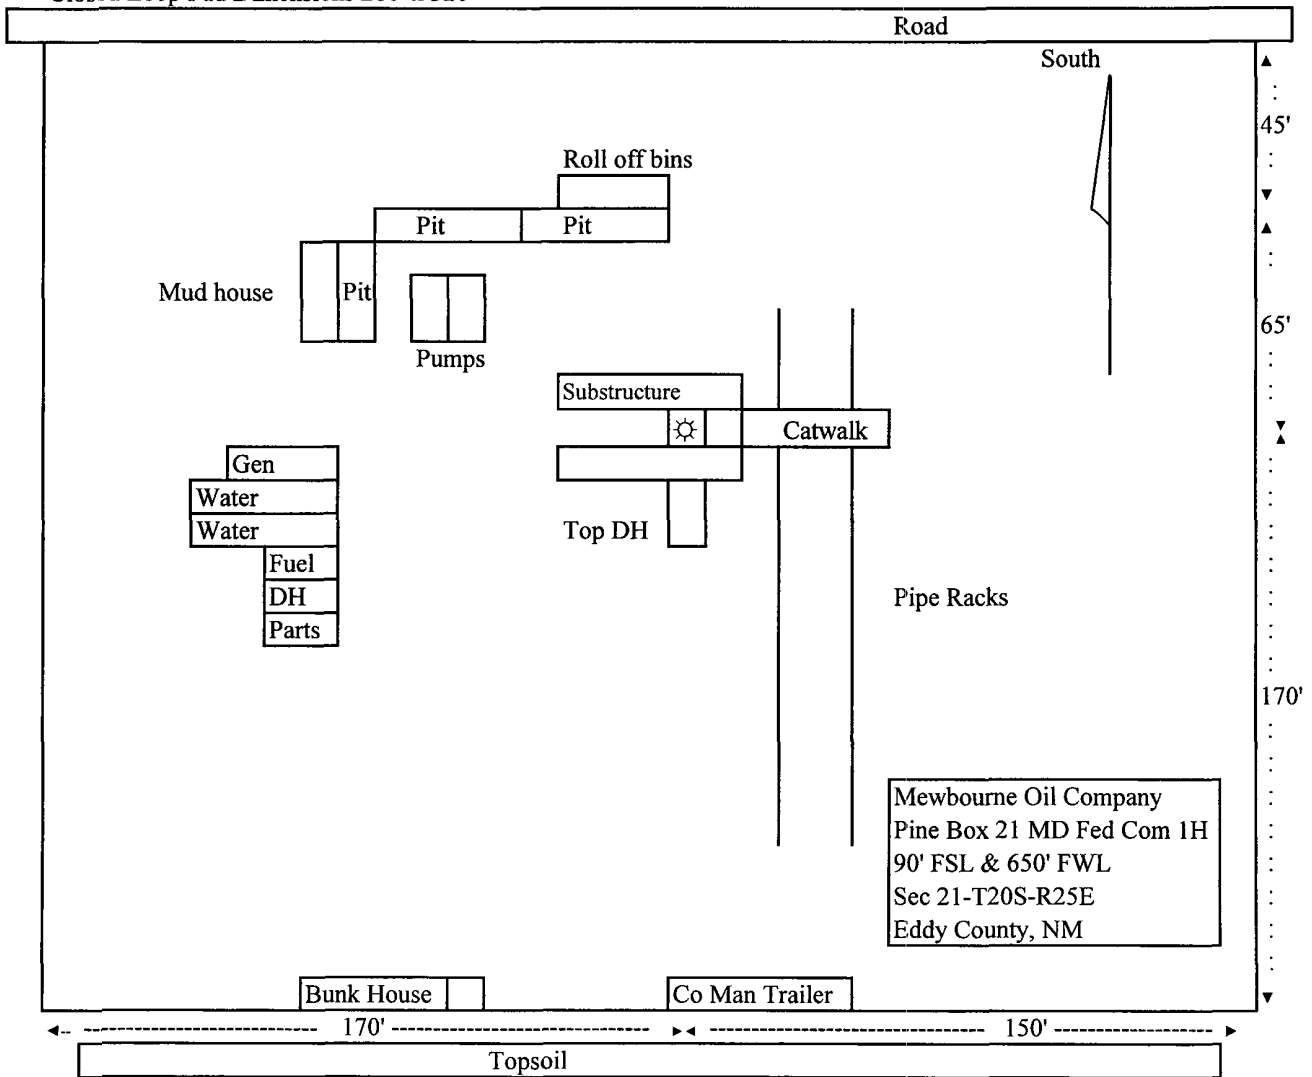 Road
South
45'
Roll off bins
Pit
Pit
Mud house
Pit
65'
Pumps
Substructure
Catwalk
Gen
Water
Water
Top DH
Fuel
DH
Pipe Racks
Parts
170'
Mewbourne Oil Company
Pine Box 21 MD Fed Com 1H
90' FSL & 650' FWL
Sec 21-T20S-R25E
Eddy County, NM
Bunk House
Co Man Trailer
170'
150'
Topsoil